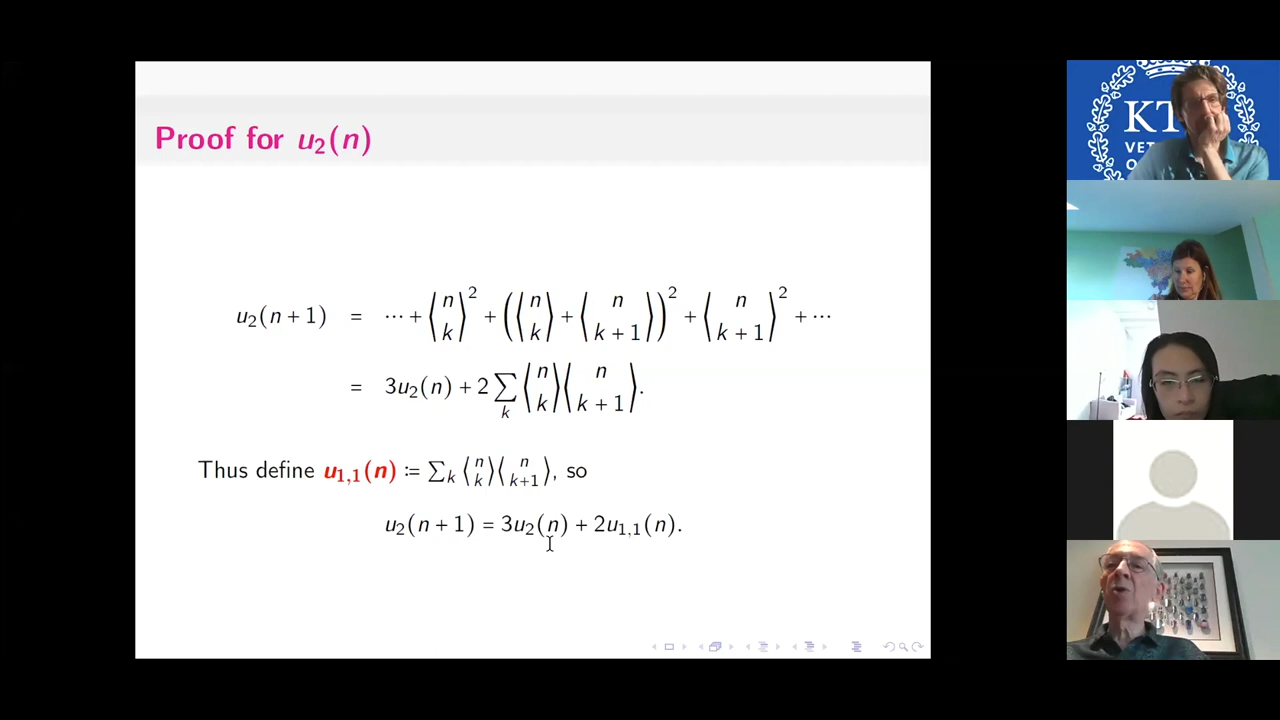 Proof for u₂(n)
u₂(n + 1) = ⋯ + ⟨n k⟩² + (⟨n k⟩ + ⟨n k + 1⟩)² + ⟨n k + 1⟩² + ⋯
= 3u₂(n) + 2 ∑ₖ ⟨n k⟩⟨n k + 1⟩.
Thus define u₁,₁(n) ≔ ∑ₖ ⟨n k⟩⟨n k+1⟩, so
u₂(n + 1) = 3u₂(n) + 2u₁,₁(n).
KT
VET
O